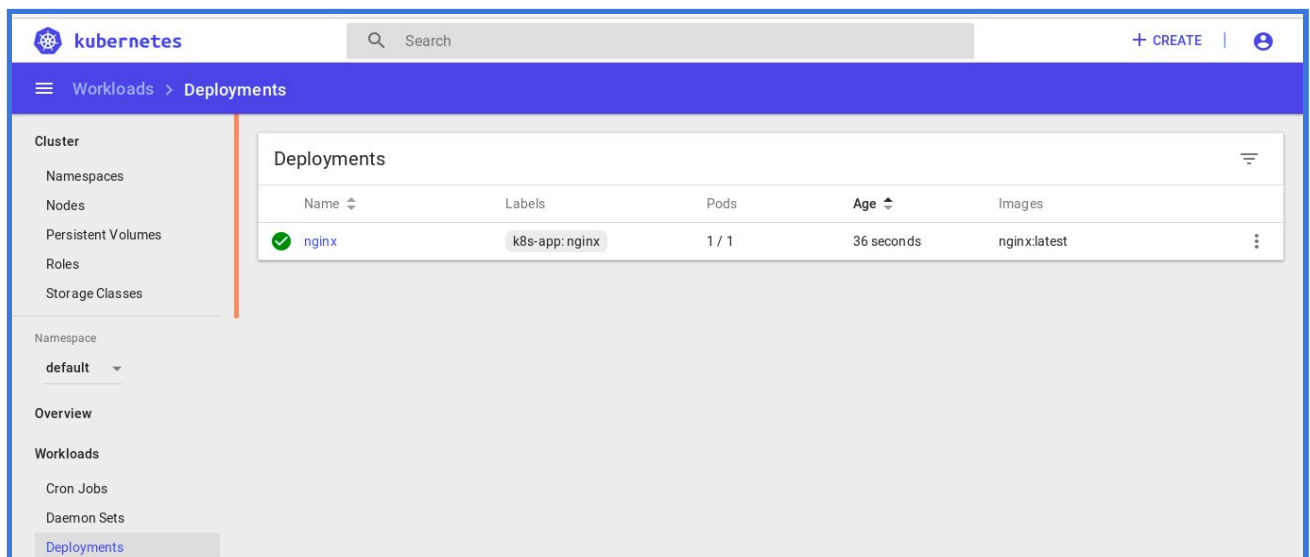 kubernetes
Search
+ CREATE
Workloads > Deployments
Cluster
Namespaces
Nodes
Persistent Volumes
Roles
Storage Classes
Namespace
default
Overview
Workloads
Cron Jobs
Daemon Sets
Deployments
Deployments
Name Labels Pods Age Images
nginx k8s-app: nginx 1 / 1 36 seconds nginx:latest